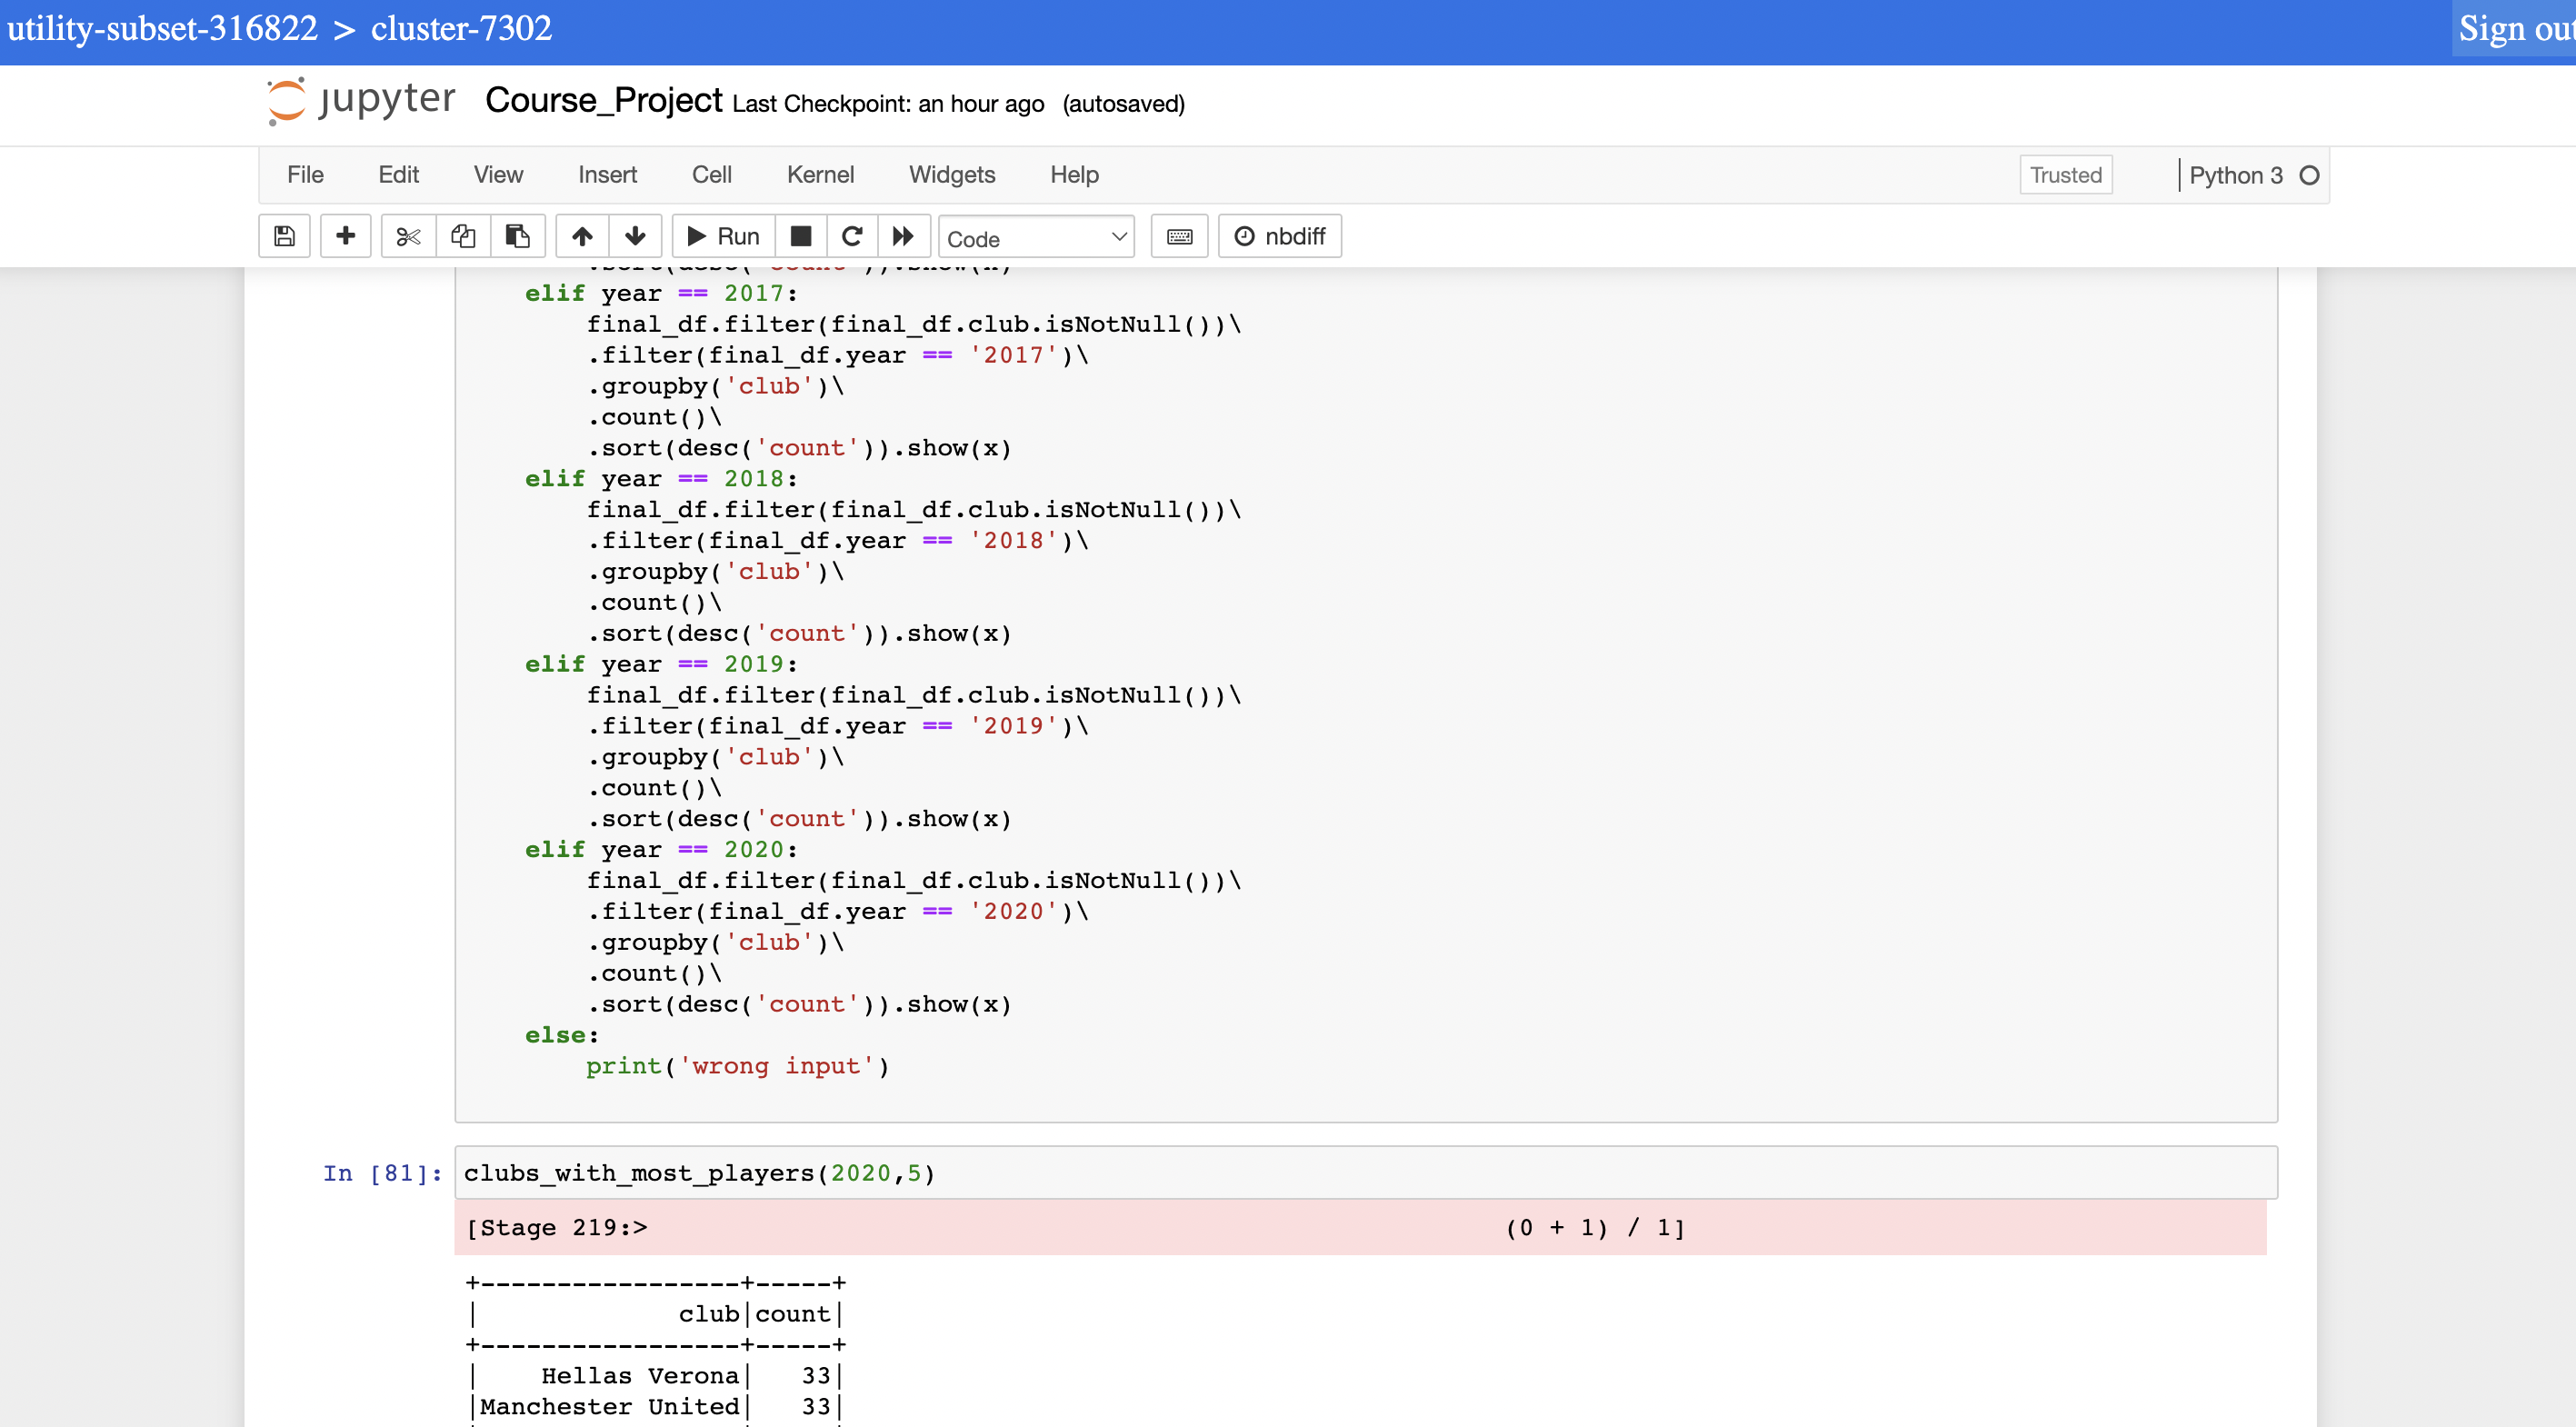 utility-subset-316822 > cluster-7302
Sign out
jupyter Course_Project Last Checkpoint: an hour ago (autosaved)
File Edit View Insert Cell Kernel Widgets Help
Trusted
Python 3
Run
Code
nbdiff
.sort(desc('count')).show(x)
elif year == 2017:
final_df.filter(final_df.club.isNotNull())\
.filter(final_df.year == '2017')\
.groupby('club')\
.count()\
.sort(desc('count')).show(x)
elif year == 2018:
final_df.filter(final_df.club.isNotNull())\
.filter(final_df.year == '2018')\
.groupby('club')\
.count()\
.sort(desc('count')).show(x)
elif year == 2019:
final_df.filter(final_df.club.isNotNull())\
.filter(final_df.year == '2019')\
.groupby('club')\
.count()\
.sort(desc('count')).show(x)
elif year == 2020:
final_df.filter(final_df.club.isNotNull())\
.filter(final_df.year == '2020')\
.groupby('club')\
.count()\
.sort(desc('count')).show(x)
else:
print('wrong input')
In [81]: clubs_with_most_players(2020,5)
[Stage 219:> (0 + 1) / 1]
+-----------------+-----+
| club|count|
+-----------------+-----+
| Hellas Verona| 33|
|Manchester United| 33|